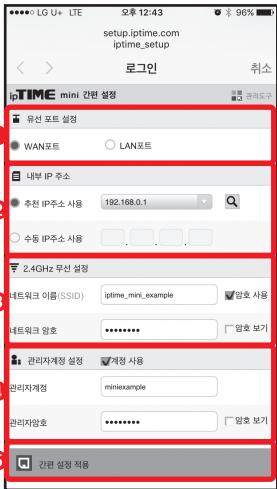 LG U+ LTE 오후 12:43 96%
setup.iptime.com
iptime_setup
로그인 취소
ipTIME mini 간편 설정 관리도구
유선 포트 설정
WAN포트 LAN포트
내부 IP 주소
추천 IP주소 사용 192.168.0.1
수동 IP주소 사용 . . .
2.4GHz 무선 설정
네트워크 이름(SSID) iptime_mini_example 암호 사용
네트워크 암호 •••••••• 암호 보기
관리자계정 설정 계정 사용
관리자계정 miniexample
관리자암호 •••••••• 암호 보기
간편 설정 적용